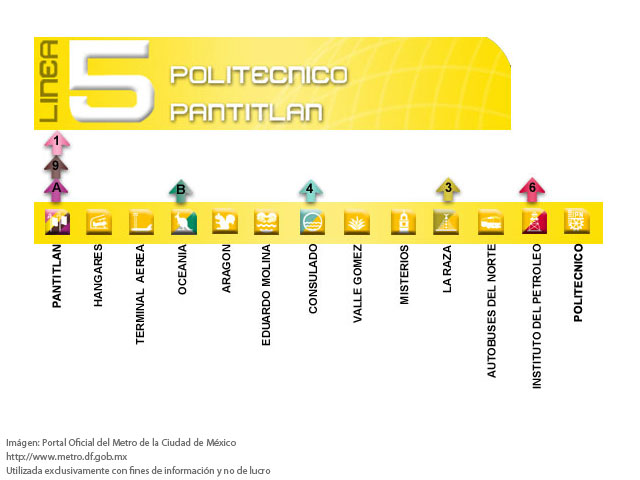 LINEA
5
POLITECNICO
PANTITLAN
1
9
A
B
4
3
6
PANTITLAN
HANGARES
TERMINAL AEREA
OCEANIA
ARAGON
EDUARDO MOLINA
CONSULADO
VALLE GOMEZ
MISTERIOS
LA RAZA
AUTOBUSES DEL NORTE
INSTITUTO DEL PETROLEO
POLITECNICO
Imágen: Portal Oficial del Metro de la Ciudad de México
http://www.metro.df.gob.mx
Utilizada exclusivamente con fines de información y no de lucro